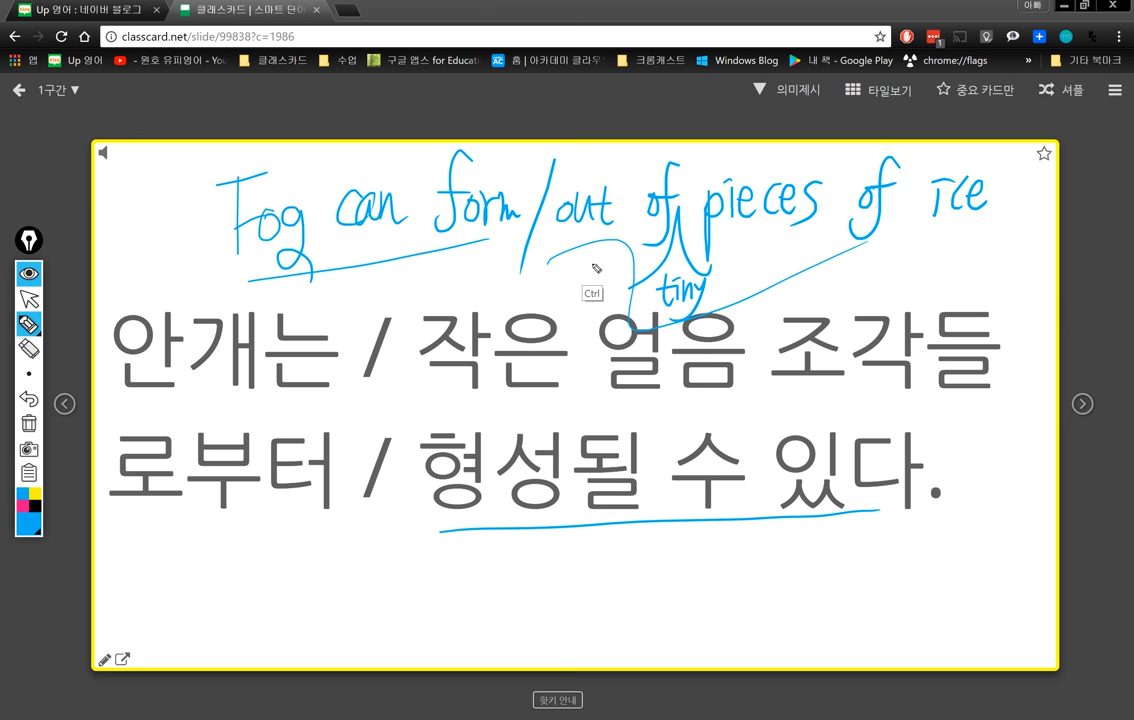 Up 영어 : 네이버 블로그
클래스카드 | 스마트 단어
아빠
classcard.net/slide/99838?c=1986
1
앱 Up 영어 - 원호 유피영어 - You 클래스카드 수업 구글 앱스 for Educati 홈 | 아카데미 클라우드 크롬캐스트 Windows Blog 내 책 - Google Play chrome://flags » 기타 북마크
1구간 ▼ ▼ 의미제시 타일보기 중요 카드만 셔플
Fog can form / out of pieces of ice
tiny
Ctrl
안개는 / 작은 얼음 조각들
로부터 / 형성될 수 있다.
핫키 안내